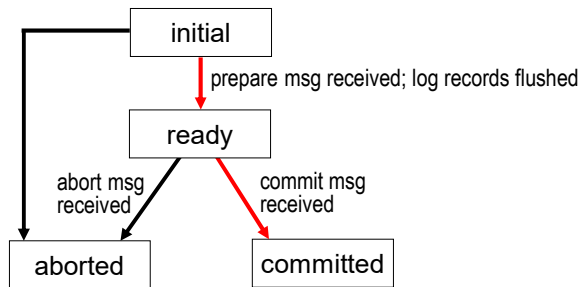 initial
prepare msg received; log records flushed
ready
abort msg
received
commit msg
received
aborted
committed